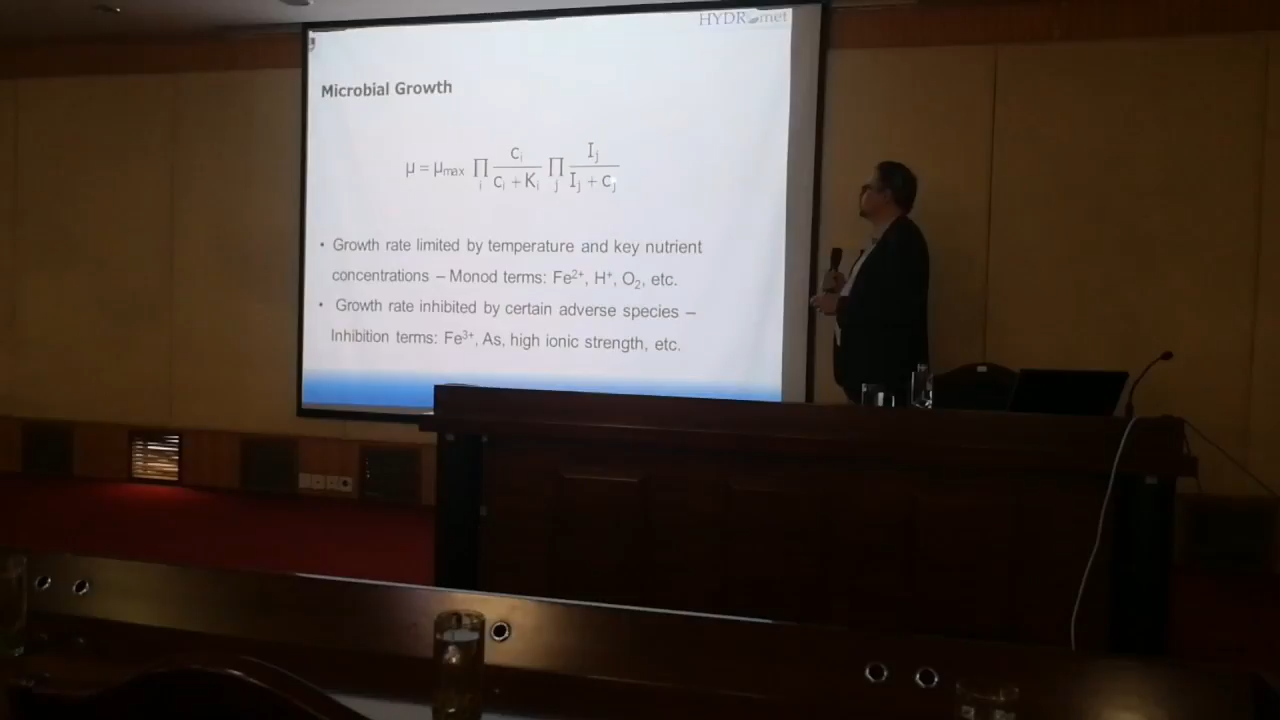 HYDROmet
Microbial Growth
μ = μmax ∏i ci / (ci + Ki) ∏j Ij / (Ij + cj)
• Growth rate limited by temperature and key nutrient
concentrations – Monod terms: Fe²⁺, H⁺, O₂, etc.
• Growth rate inhibited by certain adverse species –
Inhibition terms: Fe³⁺, As, high ionic strength, etc.